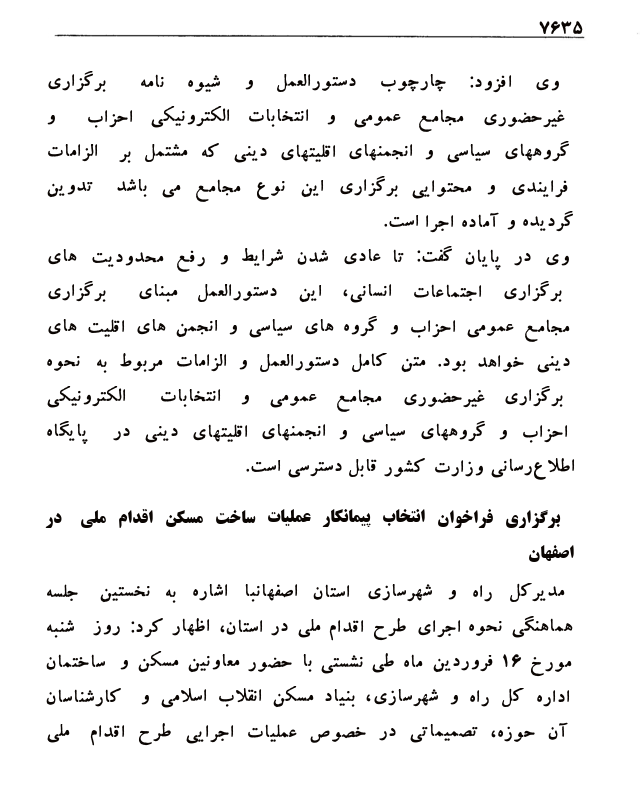 ۷۶۳۵
وی افزود: چارچوب دستورالعمل و شیوه نامه برگزاری
غیرحضوری مجامع عمومی و انتخابات الکترونیکی احزاب و
گروههای سیاسی و انجمنهای اقلیتهای دینی که مشتمل بر الزامات
فرایندی و محتوایی برگزاری این نوع مجامع می باشد تدوین
گردیده و آماده اجرا است.
وی در پایان گفت: تا عادی شدن شرایط و رفع محدودیت های
برگزاری اجتماعات انسانی، این دستورالعمل مبنای برگزاری
مجامع عمومی احزاب و گروه های سیاسی و انجمن های اقلیت های
دینی خواهد بود. متن کامل دستورالعمل و الزامات مربوط به نحوه
برگزاری غیرحضوری مجامع عمومی و انتخابات الکترونیکی
احزاب و گروههای سیاسی و انجمنهای اقلیتهای دینی در پایگاه
اطلاع‌رسانی وزارت کشور قابل دسترسی است.
برگزاری فراخوان انتخاب پیمانکار عملیات ساخت مسکن اقدام ملی در
اصفهان
مدیرکل راه و شهرسازی استان اصفهانبا اشاره به نخستین جلسه
هماهنگی نحوه اجرای طرح اقدام ملی در استان، اظهار کرد: روز شنبه
مورخ ۱۶ فروردین ماه طی نشستی با حضور معاونین مسکن و ساختمان
اداره کل راه و شهرسازی، بنیاد مسکن انقلاب اسلامی و کارشناسان
آن حوزه، تصمیماتی در خصوص عملیات اجرایی طرح اقدام ملی